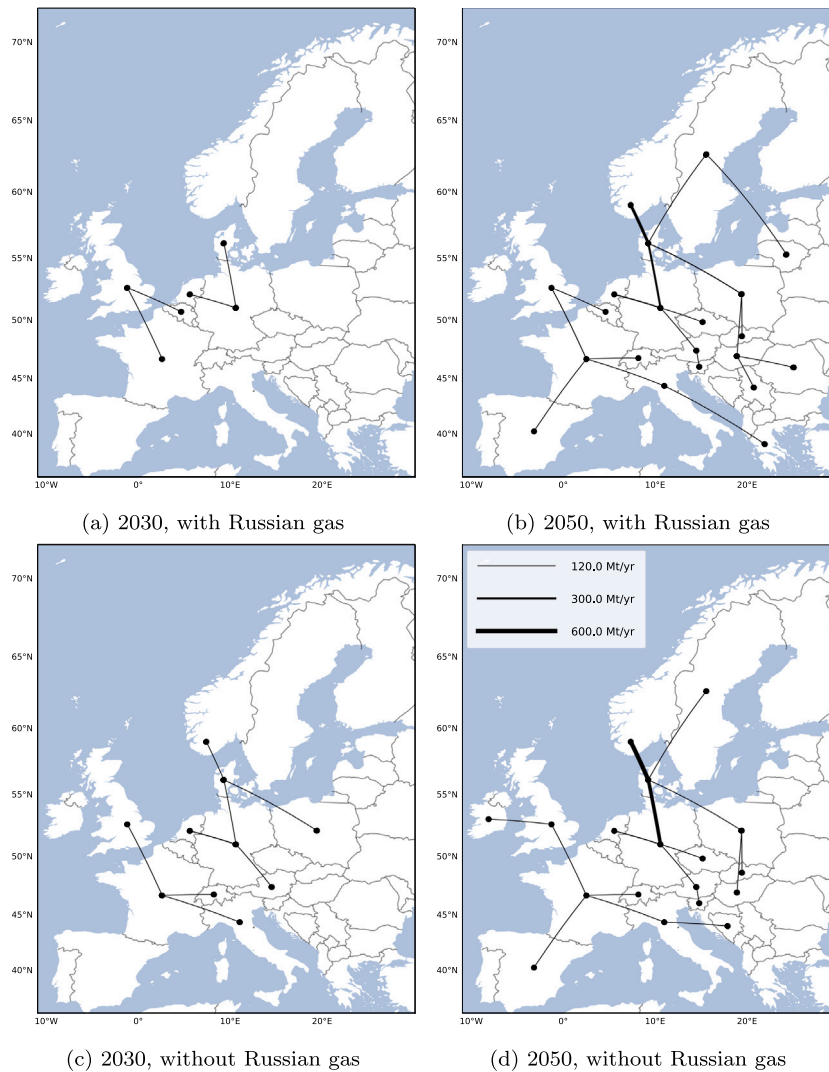 70°N
65°N
60°N
55°N
50°N
45°N
40°N
10°W 0° 10°E 20°E
70°N
65°N
60°N
55°N
50°N
45°N
40°N
10°W 0° 10°E 20°E
(a) 2030, with Russian gas
(b) 2050, with Russian gas
70°N
65°N
60°N
55°N
50°N
45°N
40°N
10°W 0° 10°E 20°E
120.0 Mt/yr
300.0 Mt/yr
600.0 Mt/yr
70°N
65°N
60°N
55°N
50°N
45°N
40°N
10°W 0° 10°E 20°E
(c) 2030, without Russian gas
(d) 2050, without Russian gas